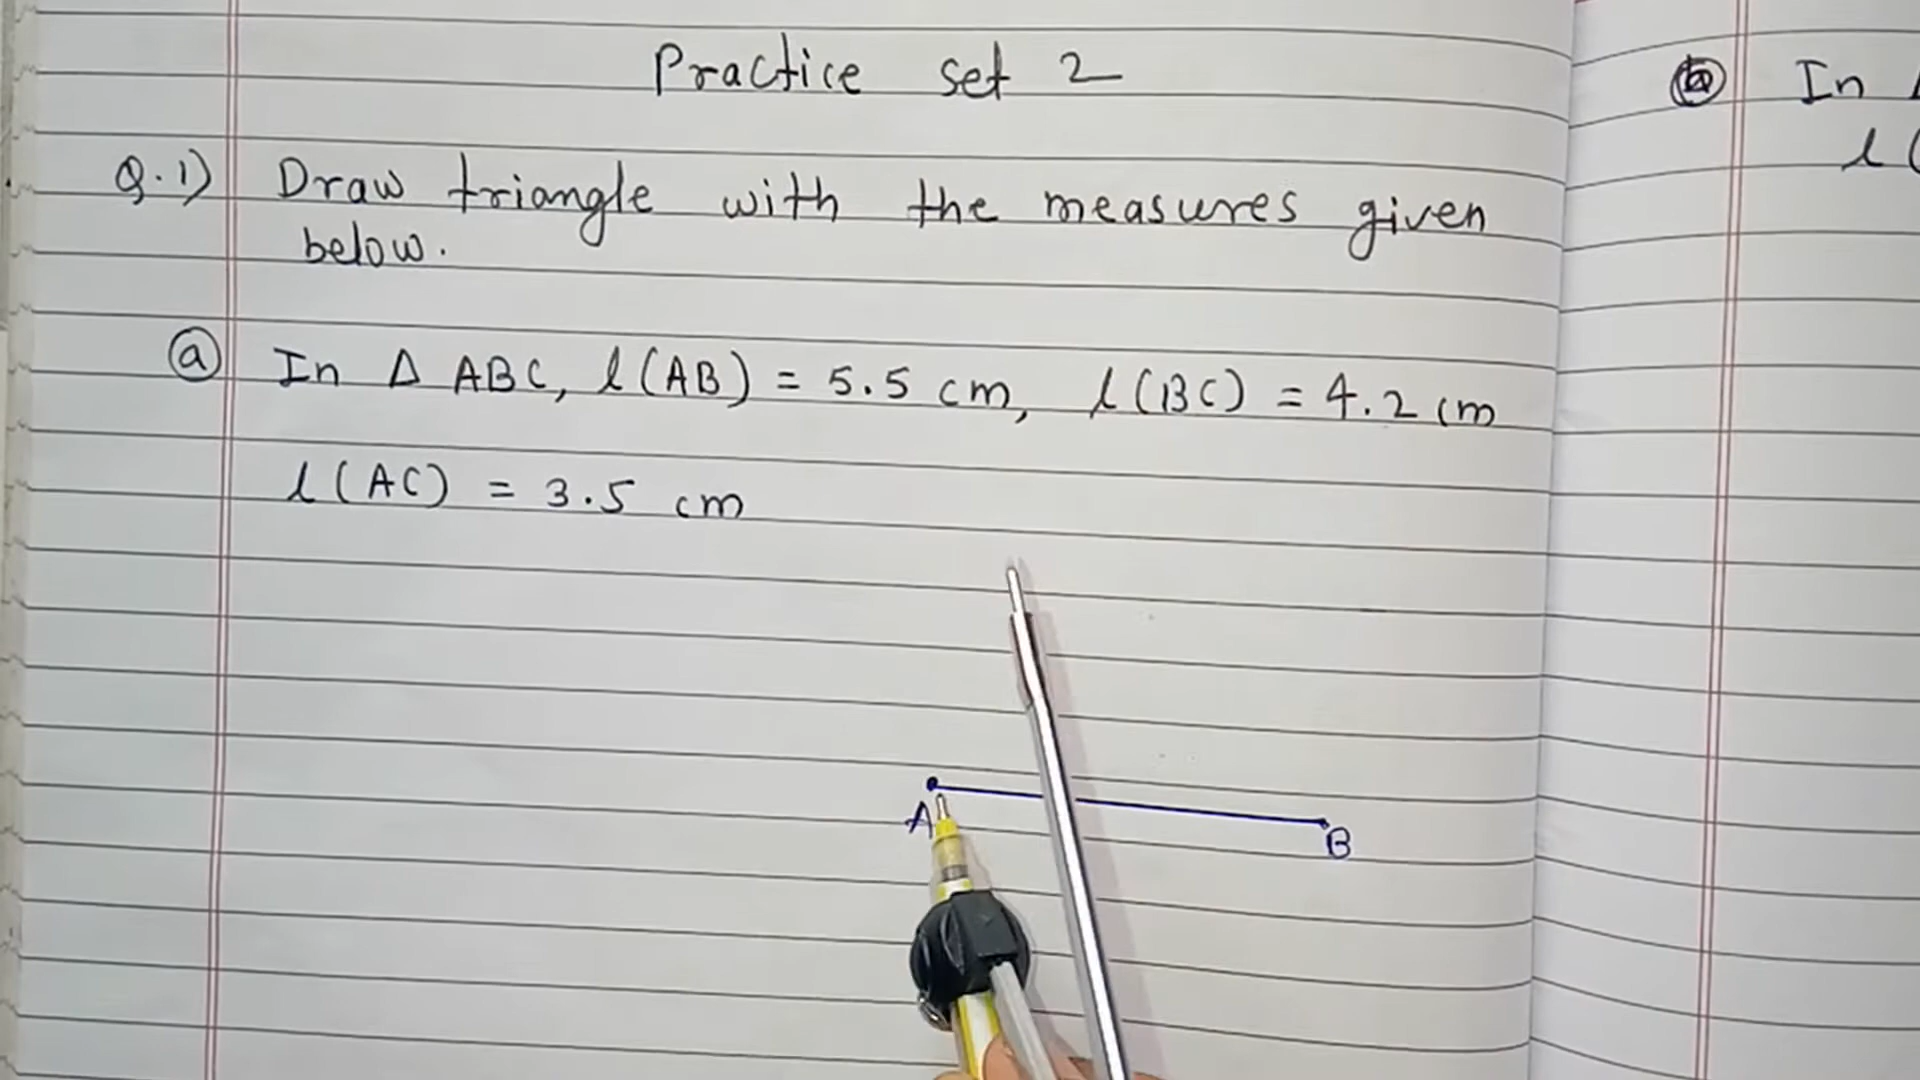 Practice set 2
Q.1) Draw triangle with the measures given
below.
ⓐ In Δ ABC, l(AB) = 5.5 cm, l(BC) = 4.2 cm
l(AC) = 3.5 cm
A
B
ⓑ In
l(